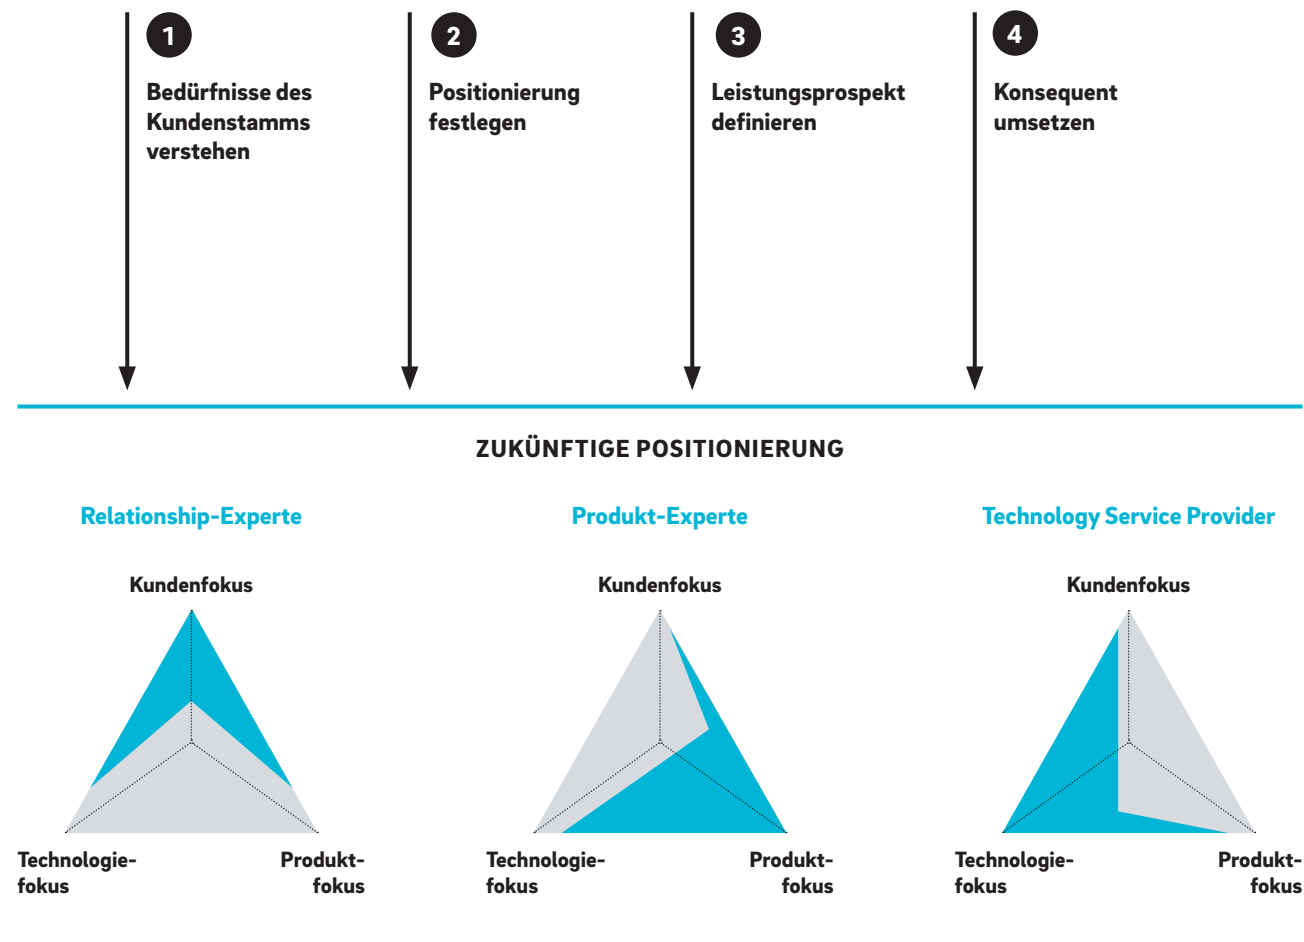 1
Bedürfnisse des
Kundenstamms
verstehen
2
Positionierung
festlegen
3
Leistungsprospekt
definieren
4
Konsequent
umsetzen
ZUKÜNFTIGE POSITIONIERUNG
Relationship-Experte
Kundenfokus
Technologie-
fokus
Produkt-
fokus
Produkt-Experte
Kundenfokus
Technologie-
fokus
Produkt-
fokus
Technology Service Provider
Kundenfokus
Technologie-
fokus
Produkt-
fokus